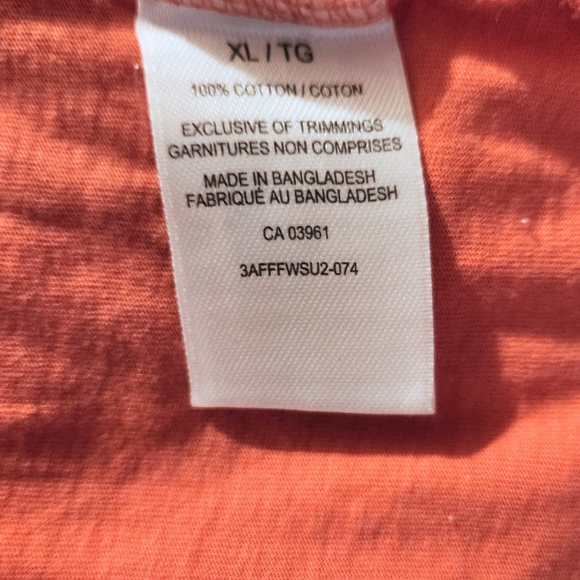 XL / TG
100% COTTON / COTON
EXCLUSIVE OF TRIMMINGS
GARNITURES NON COMPRISES
MADE IN BANGLADESH
FABRIQUÉ AU BANGLADESH
CA 03961
3AFFFWSU2-074